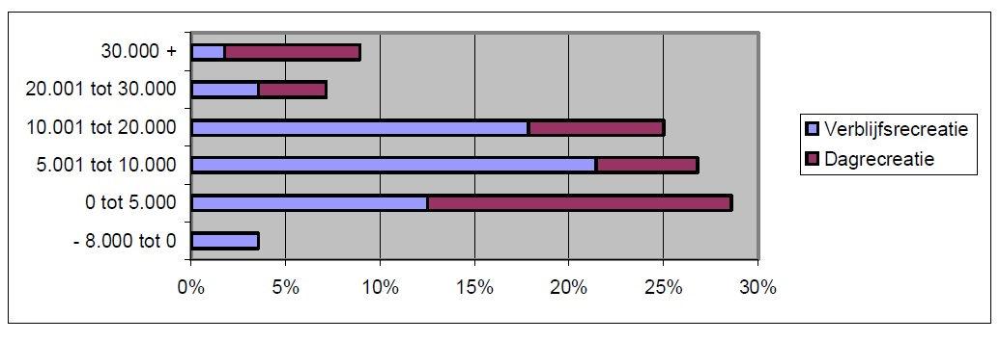 30.000 +
20.001 tot 30.000
10.001 tot 20.000
5.001 tot 10.000
0 tot 5.000
- 8.000 tot 0
0% 5% 10% 15% 20% 25% 30%
Verblijfsrecreatie
Dagrecreatie